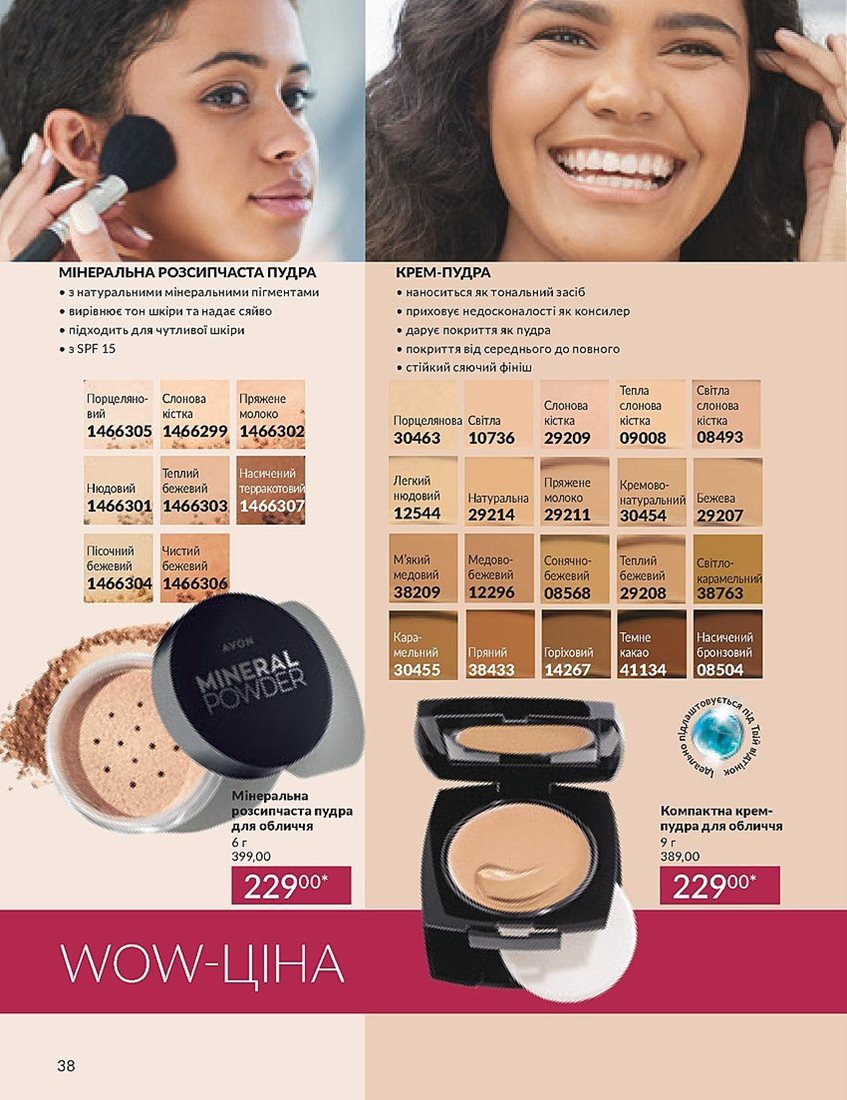 МІНЕРАЛЬНА РОЗСИПЧАСТА ПУДРА
• з натуральними мінеральними пігментами
• вирівнює тон шкіри та надає сяйво
• підходить для чутливої шкіри
• з SPF 15
Порцеляно-
вий
1466305
Слонова
кістка
1466299
Пряжене
молоко
1466302
Нюдовий
1466301
Теплий
бежевий
1466303
Насичений
терракотовий
1466307
Пісочний
бежевий
1466304
Чистий
бежевий
1466306
AVON
MINERAL
POWDER
Мінеральна
розсипчаста пудра
для обличчя
6 г
399,00
229⁰⁰*
КРЕМ-ПУДРА
• наноситься як тональний засіб
• приховує недосконалості як консилер
• дарує покриття як пудра
• покриття від середнього до повного
• стійкий сяючий фініш
Порцелянова
30463
Світла
10736
Слонова
кістка
29209
Тепла
слонова
кістка
09008
Світла
слонова
кістка
08493
Легкий
нюдовий
12544
Натуральна
29214
Пряжене
молоко
29211
Кремово-
натуральний
30454
Бежева
29207
М'який
медовий
38209
Медово-
бежевий
12296
Сонячно-
бежевий
08568
Теплий
бежевий
29208
Світло-
карамельний
38763
Кара-
мельний
30455
Пряний
38433
Горіховий
14267
Темне
какао
41134
Насичений
бронзовий
08504
Ідеально підлаштовується під Твій відтінок
Компактна крем-
пудра для обличчя
9 г
389,00
229⁰⁰*
WOW-ЦІНА
38